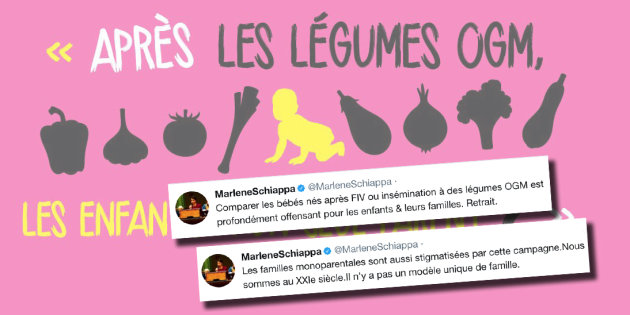 « APRÈS LES LÉGUMES OGM,
MarleneSchiappa @MarleneSchiappa ·
Comparer les bébés nés après FIV ou insémination à des légumes OGM est
profondément offensant pour les enfants & leurs familles. Retrait.
LES ENFAN »
MarleneSchiappa @MarleneSchiappa ·
Les familles monoparentales sont aussi stigmatisées par cette campagne.Nous
sommes au XXIe siècle.Il n'y a pas un modèle unique de famille.